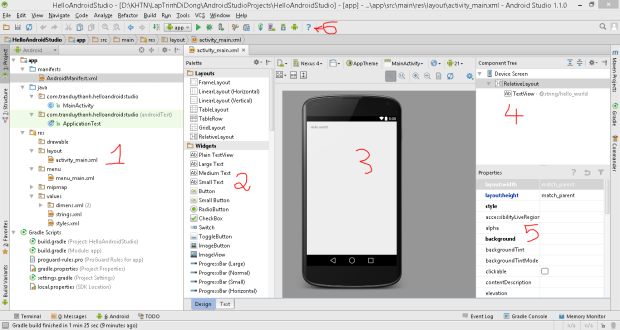 HelloAndroidStudio - [D:\KHTN\LapTrinhDiDong\AndroidStudioProjects\HelloAndroidStudio] - [app] - ...\app\src\main\res\layout\activity_main.xml - Android Studio 1.1.0
File Edit View Navigate Code Analyze Refactor Build Run Tools VCS Window Help
app
6
HelloAndroidStudio app src main res layout activity_main.xml
Android
app
manifests
AndroidManifest.xml
java
com.tranduythanh.helloandroidstudio
MainActivity
com.tranduythanh.helloandroidstudio (androidTest)
ApplicationTest
res
drawable
layout
activity_main.xml
menu
menu_main.xml
mipmap
values
dimens.xml (2)
strings.xml
styles.xml
Gradle Scripts
build.gradle (Project: HelloAndroidStudio)
build.gradle (Module: app)
proguard-rules.pro (ProGuard Rules for app)
gradle.properties (Project Properties)
settings.gradle (Project Settings)
local.properties (SDK Location)
1
1: Project
7: Structure
2: Favorites
Build Variants
activity_main.xml
Palette
Layouts
FrameLayout
LinearLayout (Horizontal)
LinearLayout (Vertical)
TableLayout
TableRow
GridLayout
RelativeLayout
Widgets
Plain TextView
Large Text
Medium Text
Small Text
Button
Small Button
RadioButton
CheckBox
Switch
ToggleButton
ImageButton
ImageView
ProgressBar (Large)
ProgressBar (Normal)
ProgressBar (Small)
ProgressBar (Horizontal)
2
Design Text
Nexus 4 AppTheme MainActivity 21
3
Component Tree
Device Screen
RelativeLayout
TextView - @string/hello_world
4
Properties
layout:width match_parent
layout:height match_parent
style
accessibilityLiveRegion
alpha
background
backgroundTint
backgroundTintMode
clickable
contentDescription
elevation
5
Maven Projects
Gradle
Commander
Terminal 0: Messages 6: Android TODO Event Log Gradle Console Memory Monitor
Gradle build finished in 1 min 25 sec (9 minutes ago)